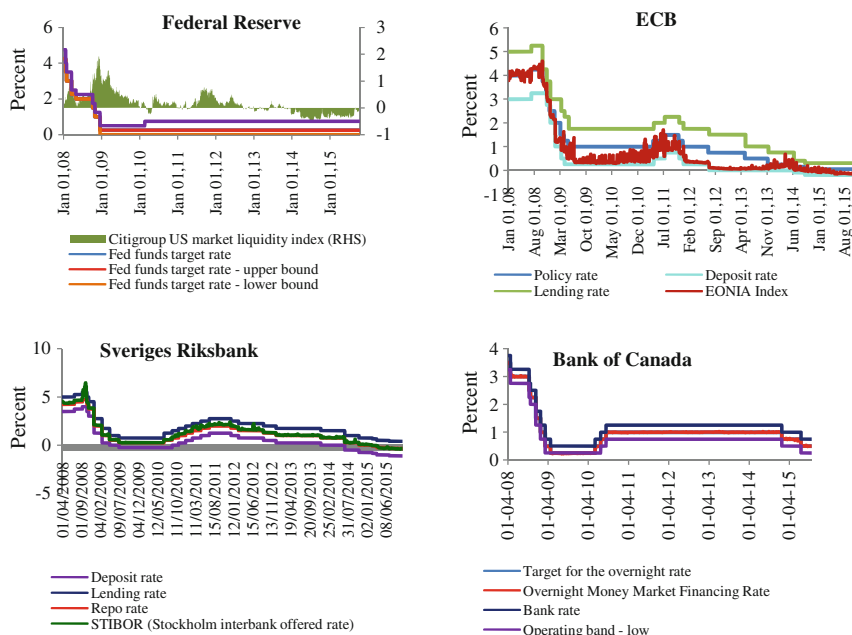 Federal Reserve
Percent
6
4
2
0
3
2
1
0
-1
Jan 01,08
Jan 01,09
Jan 01,10
Jan 01,11
Jan 01,12
Jan 01,13
Jan 01,14
Jan 01,15
Citigroup US market liquidity index (RHS)
Fed funds target rate
Fed funds target rate - upper bound
Fed funds target rate - lower bound
ECB
Percent
6
5
4
3
2
1
0
-1
Jan 01,08
Aug 01,08
Mar 01,09
Oct 01,09
May 01,10
Dec 01,10
Jul 01,11
Feb 01,12
Sep 01,12
Apr 01,13
Nov 01,13
Jun 01,14
Jan 01,15
Aug 01,15
Policy rate
Deposit rate
Lending rate
EONIA Index
Sveriges Riksbank
Percent
10
5
0
-5
01/04/2008
01/09/2008
04/02/2009
09/07/2009
04/12/2009
12/05/2010
11/10/2010
11/03/2011
15/08/2011
12/01/2012
15/06/2012
13/11/2012
19/04/2013
20/09/2013
25/02/2014
31/07/2014
02/01/2015
08/06/2015
Deposit rate
Lending rate
Repo rate
STIBOR (Stockholm interbank offered rate)
Bank of Canada
Percent
4
3
2
1
0
01-04-08
01-04-09
01-04-10
01-04-11
01-04-12
01-04-13
01-04-14
01-04-15
Target for the overnight rate
Overnight Money Market Financing Rate
Bank rate
Operating band - low